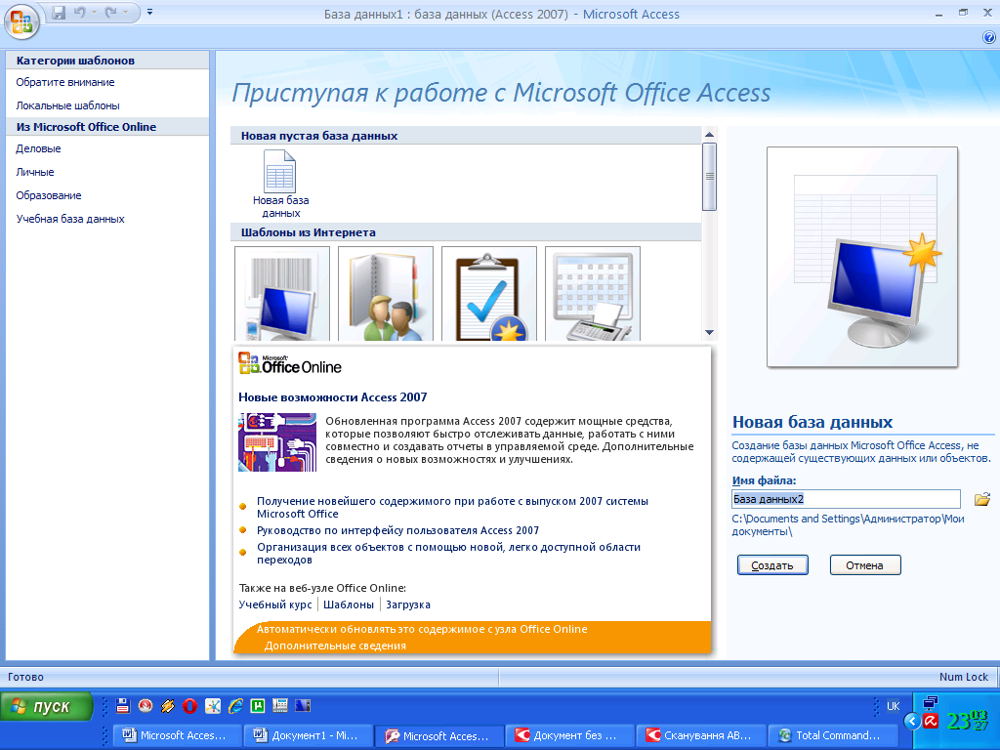 База данных1 : база данных (Access 2007) - Microsoft Access
Категории шаблонов
Обратите внимание
Локальные шаблоны
Из Microsoft Office Online
Деловые
Личные
Образование
Учебная база данных
Приступая к работе с Microsoft Office Access
Новая пустая база данных
Новая база
данных
Шаблоны из Интернета
Microsoft
Office Online
Новые возможности Access 2007
Обновленная программа Access 2007 содержит мощные средства,
которые позволяют быстро отслеживать данные, работать с ними
совместно и создавать отчеты в управляемой среде. Дополнительные
сведения о новых возможностях и улучшениях.
Получение новейшего содержимого при работе с выпуском 2007 системы
Microsoft Office
Руководство по интерфейсу пользователя Access 2007
Организация всех объектов с помощью новой, легко доступной области
переходов
Также на веб-узле Office Online:
Учебный курс | Шаблоны | Загрузка
Автоматически обновлять это содержимое с узла Office Online
Дополнительные сведения
Новая база данных
Создание базы данных Microsoft Office Access, не
содержащей существующих данных или объектов.
Имя файла:
База данных2
C:\Documents and Settings\Администратор\Мои
документы\
Создать Отмена
Готово Num Lock
пуск UK
Microsoft Acces... Документ1 - Mi... Microsoft Acces... Документ без ... Сканування AB... Total Command...